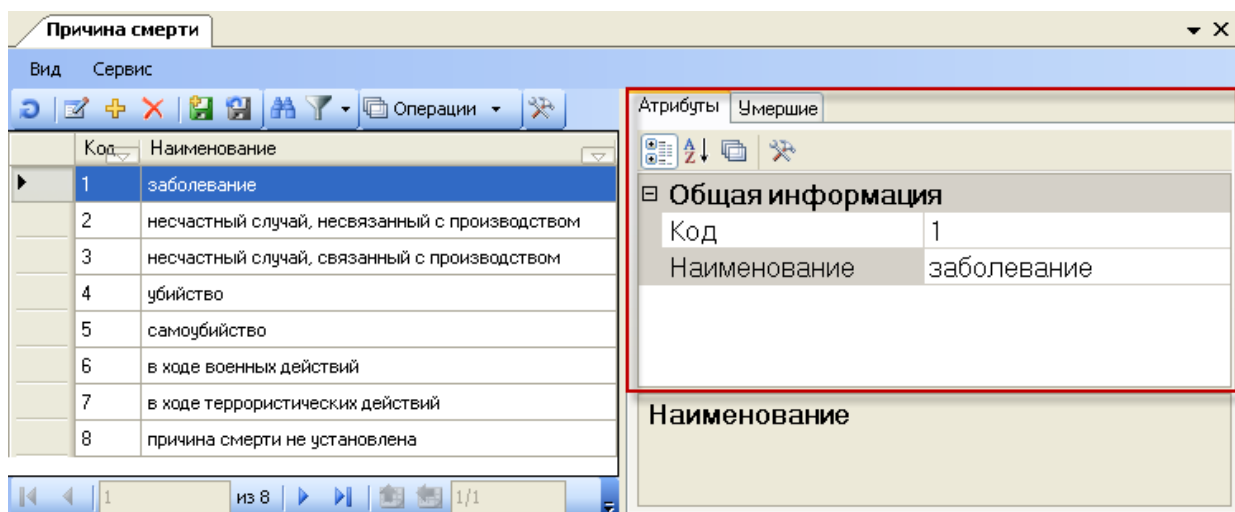 Причина смерти
Вид Сервис
Операции
Код Наименование
1 заболевание
2 несчастный случай, несвязанный с производством
3 несчастный случай, связанный с производством
4 убийство
5 самоубийство
6 в ходе военных действий
7 в ходе террористических действий
8 причина смерти не установлена
1 из 8 1/1
Атрибуты Умершие
Общая информация
Код 1
Наименование заболевание
Наименование